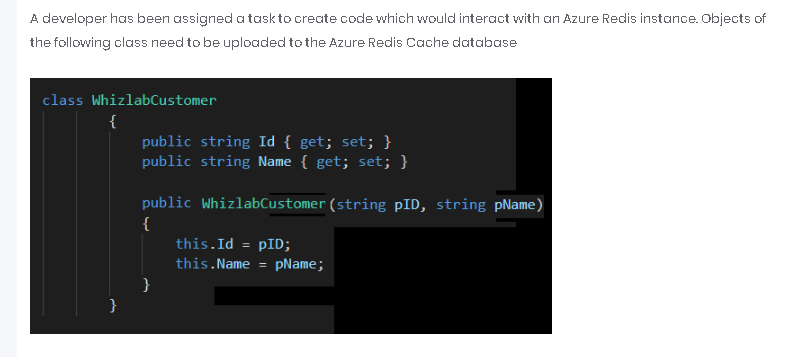 A developer has been assigned a task to create code which would interact with an Azure Redis instance. Objects of
the following class need to be uploaded to the Azure Redis Cache database
class WhizlabCustomer
{
public string Id { get; set; }
public string Name { get; set; }
public WhizlabCustomer(string pID, string pName)
{
this.Id = pID;
this.Name = pName;
}
}